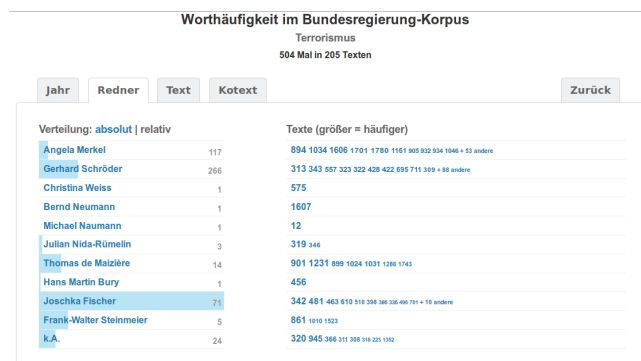 Worthäufigkeit im Bundesregierung-Korpus
Terrorismus
504 Mal in 205 Texten
Jahr Redner Text Kotext Zurück
Verteilung: absolut | relativ Texte (größer = häufiger)
Angela Merkel 117 894 1034 1606 1701 1780 1161 905 932 934 1046 + 53 andere
Gerhard Schröder 266 313 343 557 323 322 428 422 695 711 309 + 88 andere
Christina Weiss 1 575
Bernd Neumann 1 1607
Michael Naumann 1 12
Julian Nida-Rümelin 3 319 346
Thomas de Maizière 14 901 1231 899 1024 1031 1286 1743
Hans Martin Bury 1 456
Joschka Fischer 71 342 481 463 610 518 398 386 336 496 781 + 10 andere
Frank-Walter Steinmeier 5 861 1010 1523
k.A. 24 320 945 366 311 308 318 223 1352